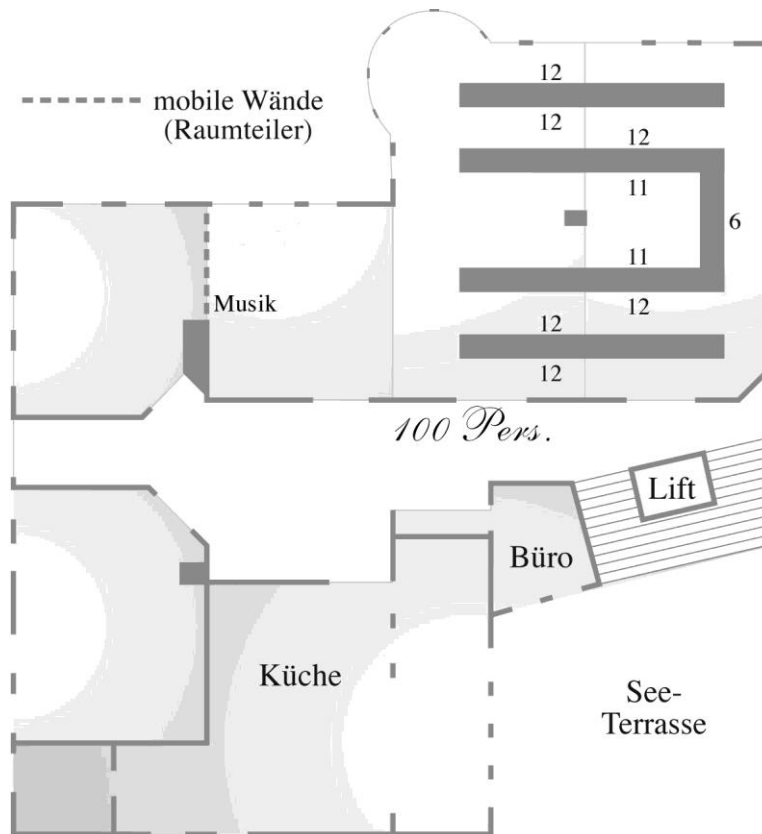 mobile Wände
(Raumteiler)
12
12
12
11
6
Musik
11
12
12
12
100 Pers.
Lift
Büro
Küche
See-
Terrasse